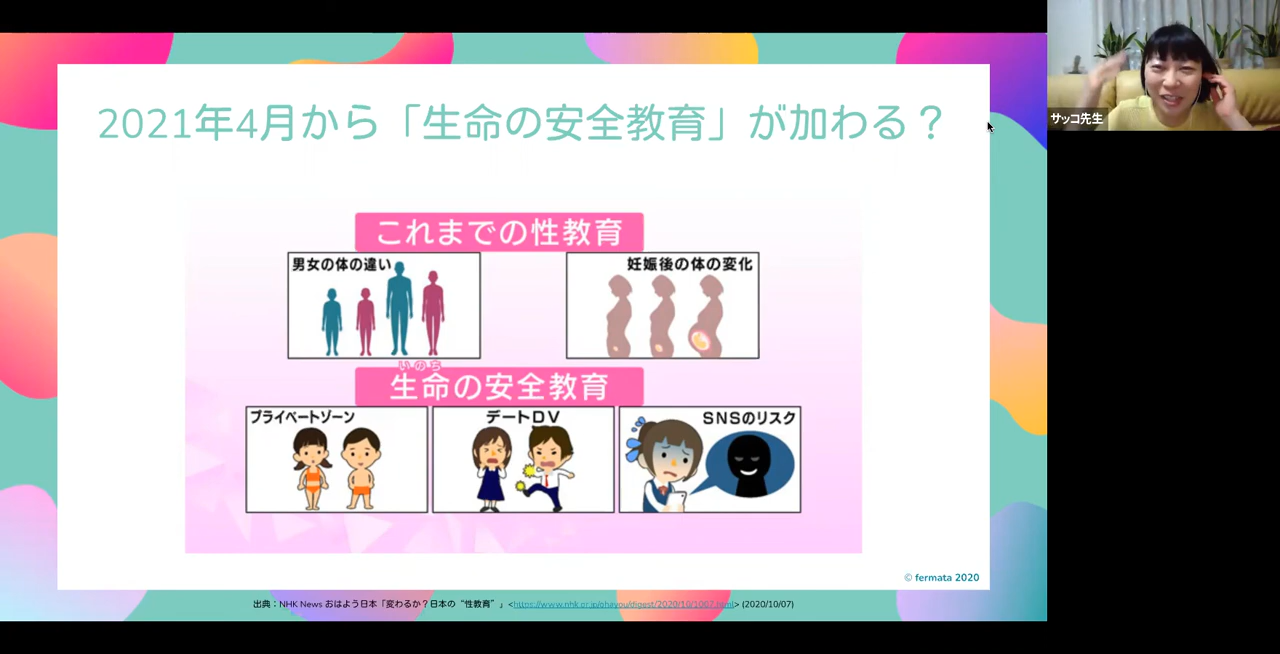 2021年4月から「生命の安全教育」が加わる？
サッコ先生
これまでの性教育
男女の体の違い
妊娠後の体の変化
いのち
生命の安全教育
プライベートゾーン
デートDV
SNSのリスク
© fermata 2020
出典：NHK News おはよう日本「変わるか？日本の“性教育”」<https://www.nhk.or.jp/ohayou/digest/2020/10/1007.html> (2020/10/07)